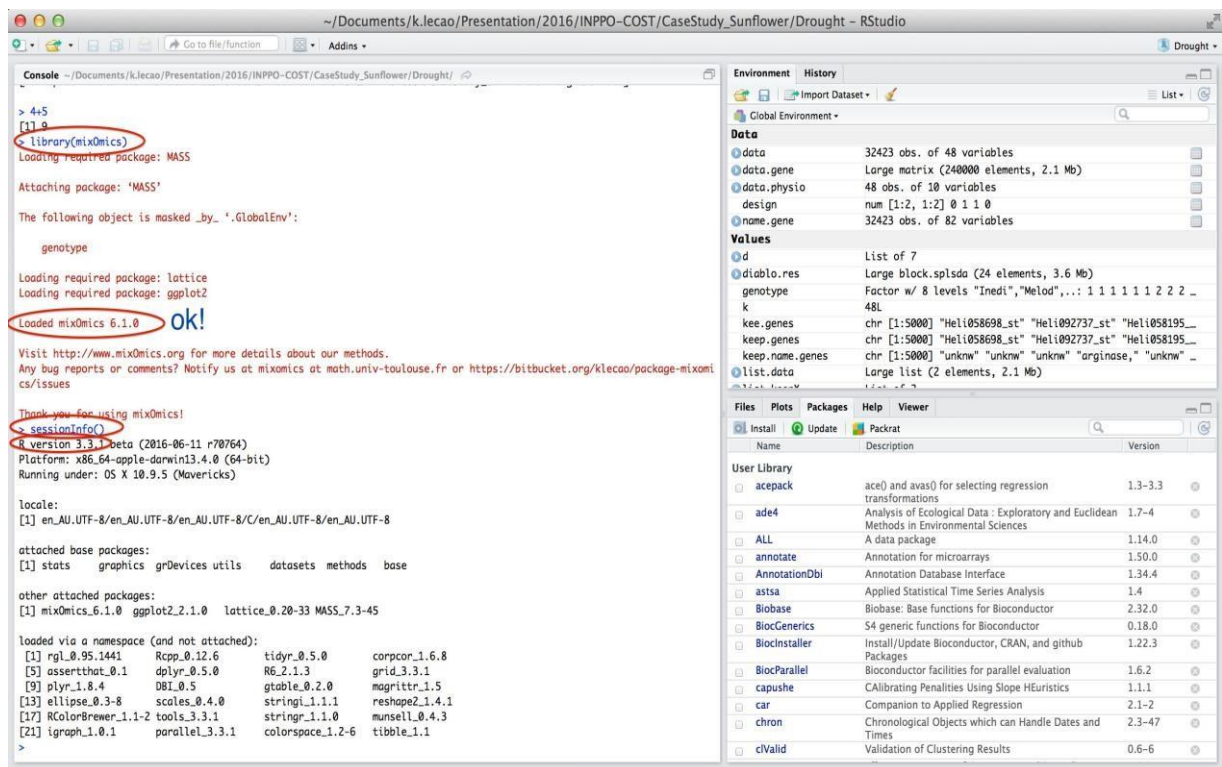 ~/Documents/k.lecao/Presentation/2016/INPPO-COST/CaseStudy_Sunflower/Drought – RStudio
Go to file/function
Addins
Drought
Console ~/Documents/k.lecao/Presentation/2016/INPPO-COST/CaseStudy_Sunflower/Drought/
> 4+5
[1] 9
> library(mixOmics)
Loading required package: MASS
Attaching package: ‘MASS’
The following object is masked _by_ ‘.GlobalEnv’:
genotype
Loading required package: lattice
Loading required package: ggplot2
Loaded mixOmics 6.1.0
ok!
Visit http://www.mixOmics.org for more details about our methods.
Any bug reports or comments? Notify us at mixomics at math.univ-toulouse.fr or https://bitbucket.org/klecao/package-mixomi
cs/issues
Thank you for using mixOmics!
> sessionInfo()
R version 3.3.1 beta (2016-06-11 r70764)
Platform: x86_64-apple-darwin13.4.0 (64-bit)
Running under: OS X 10.9.5 (Mavericks)
locale:
[1] en_AU.UTF-8/en_AU.UTF-8/en_AU.UTF-8/C/en_AU.UTF-8/en_AU.UTF-8
attached base packages:
[1] stats graphics grDevices utils datasets methods base
other attached packages:
[1] mixOmics_6.1.0 ggplot2_2.1.0 lattice_0.20-33 MASS_7.3-45
loaded via a namespace (and not attached):
[1] rgl_0.95.1441 Rcpp_0.12.6 tidyr_0.5.0 corpcor_1.6.8
[5] assertthat_0.1 dplyr_0.5.0 R6_2.1.3 grid_3.3.1
[9] plyr_1.8.4 DBI_0.5 gtable_0.2.0 magrittr_1.5
[13] ellipse_0.3-8 scales_0.4.0 stringi_1.1.1 reshape2_1.4.1
[17] RColorBrewer_1.1-2 tools_3.3.1 stringr_1.1.0 munsell_0.4.3
[21] igraph_1.0.1 parallel_3.3.1 colorspace_1.2-6 tibble_1.1
>
Environment History
Import Dataset List
Global Environment
Data
data 32423 obs. of 48 variables
data.gene Large matrix (240000 elements, 2.1 Mb)
data.physio 48 obs. of 10 variables
design num [1:2, 1:2] 0 1 1 0
name.gene 32423 obs. of 82 variables
Values
d List of 7
diablo.res Large block.splsda (24 elements, 3.6 Mb)
genotype Factor w/ 8 levels "Inedi","Melod",..: 1 1 1 1 1 1 2 2 2 …
k 48L
kee.genes chr [1:5000] "Heli058698_st" "Heli092737_st" "Heli058195_…
keep.genes chr [1:5000] "Heli058698_st" "Heli092737_st" "Heli058195_…
keep.name.genes chr [1:5000] "unknw" "unknw" "unknw" "arginase," "unknw" …
list.data Large list (2 elements, 2.1 Mb)
Files Plots Packages Help Viewer
Install Update Packrat
Name Description Version
User Library
acepack ace() and avas() for selecting regression 1.3-3.3
transformations
ade4 Analysis of Ecological Data : Exploratory and Euclidean 1.7-4
Methods in Environmental Sciences
ALL A data package 1.14.0
annotate Annotation for microarrays 1.50.0
AnnotationDbi Annotation Database Interface 1.34.4
astsa Applied Statistical Time Series Analysis 1.4
Biobase Biobase: Base functions for Bioconductor 2.32.0
BiocGenerics S4 generic functions for Bioconductor 0.18.0
BiocInstaller Install/Update Bioconductor, CRAN, and github 1.22.3
Packages
BiocParallel Bioconductor facilities for parallel evaluation 1.6.2
capushe CAlibrating Penalities Using Slope HEuristics 1.1.1
car Companion to Applied Regression 2.1-2
chron Chronological Objects which can Handle Dates and 2.3-47
Times
clValid Validation of Clustering Results 0.6-6